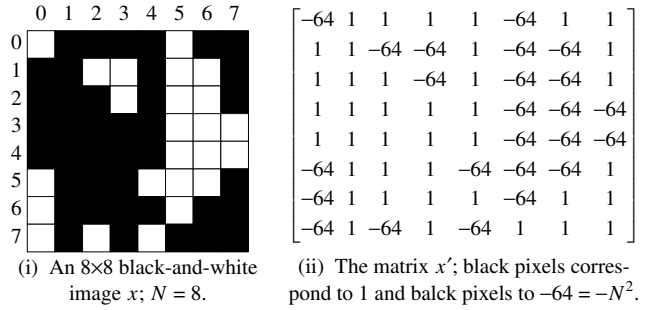 0 1 2 3 4 5 6 7
0
1
2
3
4
5
6
7
(i) An 8×8 black-and-white
image x; N = 8.
−64 1 1 1 1 −64 1 1
1 1 −64 −64 1 −64 −64 1
1 1 1 −64 1 −64 −64 1
1 1 1 1 1 −64 −64 −64
1 1 1 1 1 −64 −64 −64
−64 1 1 1 −64 −64 −64 1
−64 1 1 1 1 −64 1 1
−64 1 −64 1 −64 1 1 1
(ii) The matrix x′; black pixels corres-
pond to 1 and balck pixels to −64 = −N².